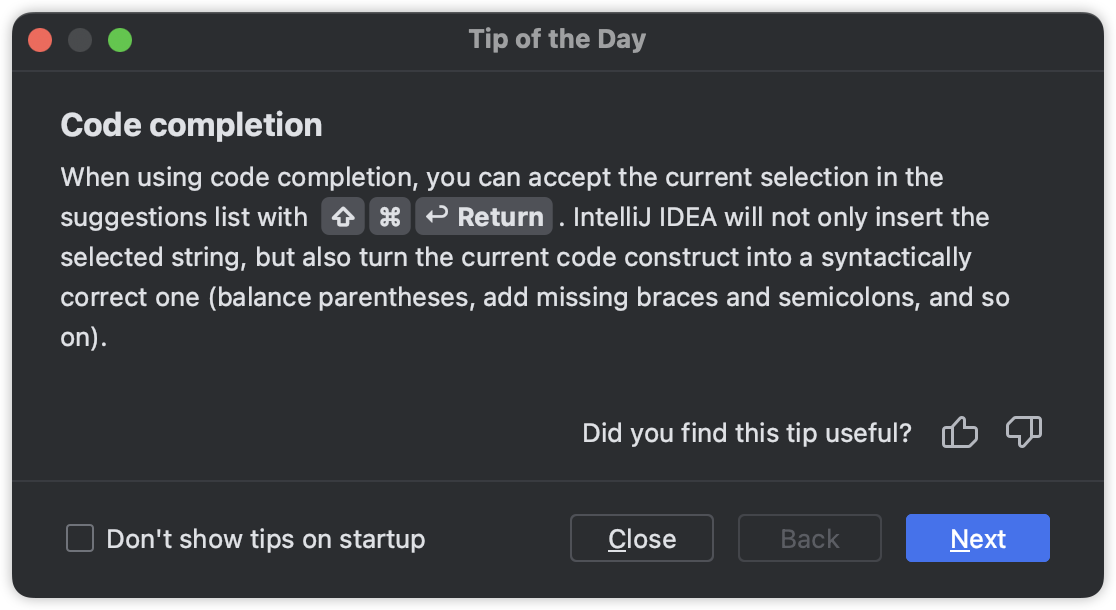 Tip of the Day
Code completion
When using code completion, you can accept the current selection in the
suggestions list with ⇧ ⌘ ↩ Return . IntelliJ IDEA will not only insert the
selected string, but also turn the current code construct into a syntactically
correct one (balance parentheses, add missing braces and semicolons, and so
on).
Did you find this tip useful?
Don't show tips on startup
Close
Back
Next